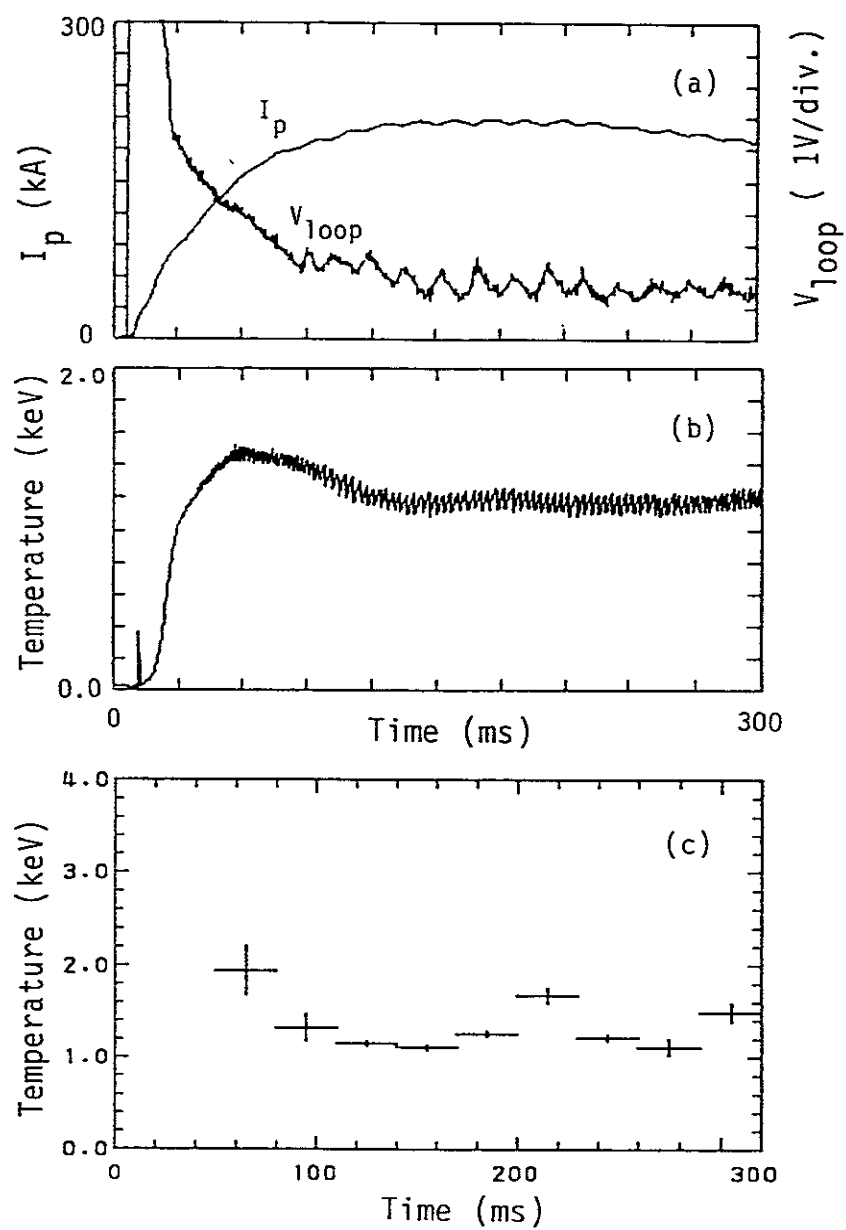 300
(a)
I_p
V_loop
I_p (kA)
V_loop ( 1V/div.)
0
2.0
(b)
Temperature (keV)
0.0
0
Time (ms)
300
4.0
(c)
3.0
Temperature (keV)
2.0
1.0
0.0
0
100
200
300
Time (ms)